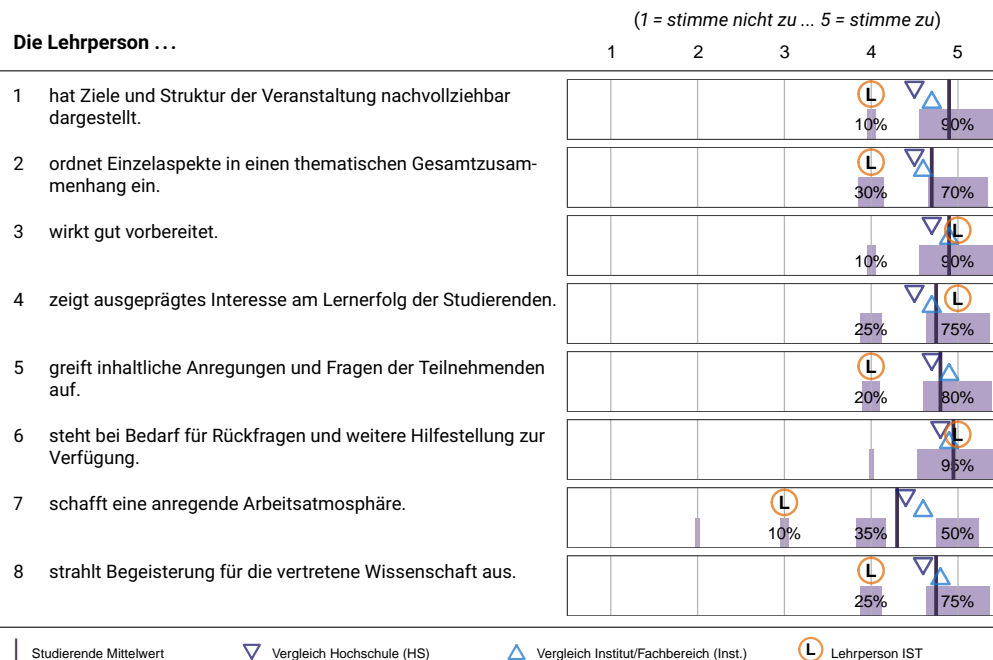 (1 = stimme nicht zu ... 5 = stimme zu)
Die Lehrperson ...
1 2 3 4 5
1 hat Ziele und Struktur der Veranstaltung nachvollziehbar
dargestellt.
L
10% 90%
2 ordnet Einzelaspekte in einen thematischen Gesamtzusam-
menhang ein.
L
30% 70%
3 wirkt gut vorbereitet.
L
10% 90%
4 zeigt ausgeprägtes Interesse am Lernerfolg der Studierenden.
L
25% 75%
5 greift inhaltliche Anregungen und Fragen der Teilnehmenden
auf.
L
20% 80%
6 steht bei Bedarf für Rückfragen und weitere Hilfestellung zur
Verfügung.
L
95%
7 schafft eine anregende Arbeitsatmosphäre.
L
10% 35% 50%
8 strahlt Begeisterung für die vertretene Wissenschaft aus.
L
25% 75%
Studierende Mittelwert Vergleich Hochschule (HS) Vergleich Institut/Fachbereich (Inst.) L Lehrperson IST